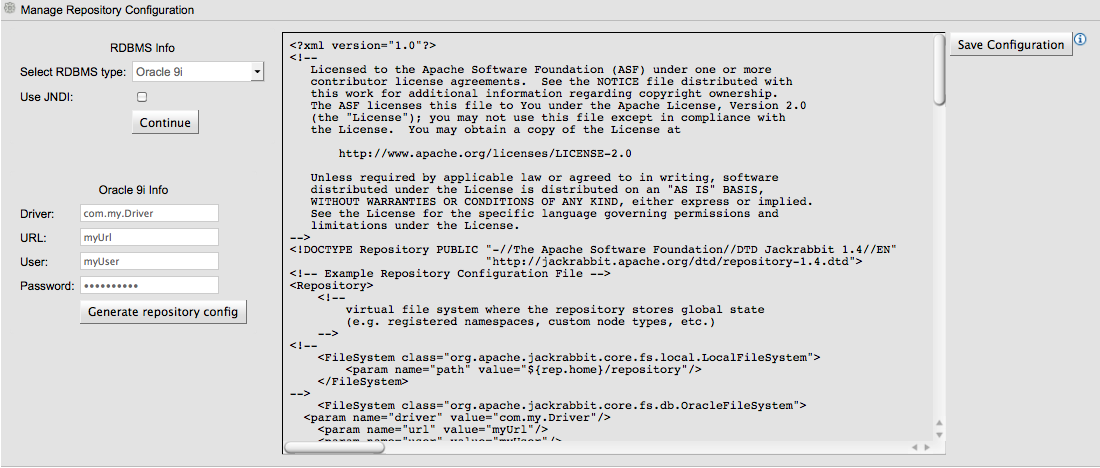 Manage Repository Configuration
RDBMS Info
Select RDBMS type: Oracle 9i
Use JNDI:
Continue
Oracle 9i Info
Driver: com.my.Driver
URL: myUrl
User: myUser
Password: ••••••••••
Generate repository config
<?xml version="1.0"?>
<!--
Licensed to the Apache Software Foundation (ASF) under one or more
contributor license agreements.  See the NOTICE file distributed with
this work for additional information regarding copyright ownership.
The ASF licenses this file to You under the Apache License, Version 2.0
(the "License"); you may not use this file except in compliance with
the License.  You may obtain a copy of the License at
http://www.apache.org/licenses/LICENSE-2.0
Unless required by applicable law or agreed to in writing, software
distributed under the License is distributed on an "AS IS" BASIS,
WITHOUT WARRANTIES OR CONDITIONS OF ANY KIND, either express or implied.
See the License for the specific language governing permissions and
limitations under the License.
-->
<!DOCTYPE Repository PUBLIC "-//The Apache Software Foundation//DTD Jackrabbit 1.4//EN"
"http://jackrabbit.apache.org/dtd/repository-1.4.dtd">
<!-- Example Repository Configuration File -->
<Repository>
<!--
virtual file system where the repository stores global state
(e.g. registered namespaces, custom node types, etc.)
-->
<!--
<FileSystem class="org.apache.jackrabbit.core.fs.local.LocalFileSystem">
<param name="path" value="${rep.home}/repository"/>
</FileSystem>
-->
<FileSystem class="org.apache.jackrabbit.core.fs.db.OracleFileSystem">
<param name="driver" value="com.my.Driver"/>
<param name="url" value="myUrl"/>
<param name="user" value="myUser"/>
Save Configuration